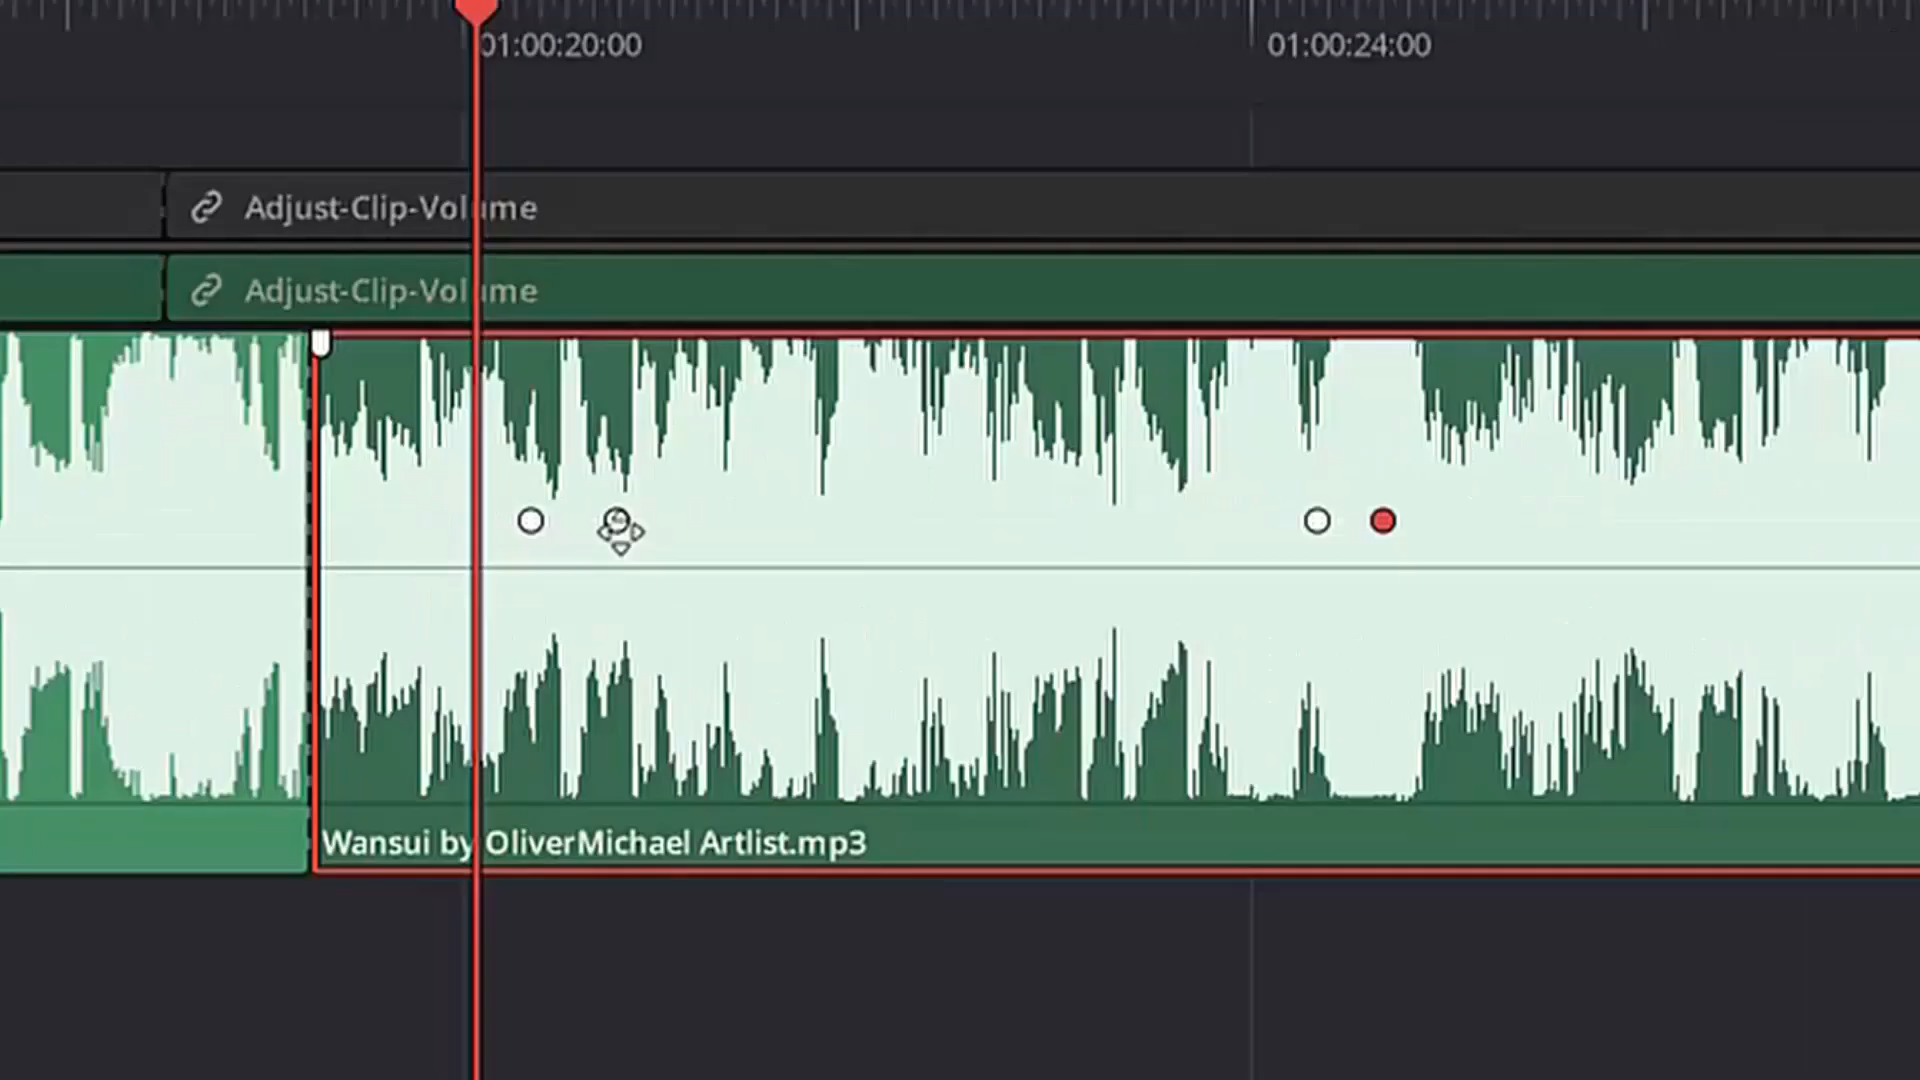 01:00:20:00
01:00:24:00
Adjust-Clip-Volume
Adjust-Clip-Volume
Wansui by OliverMichael Artlist.mp3